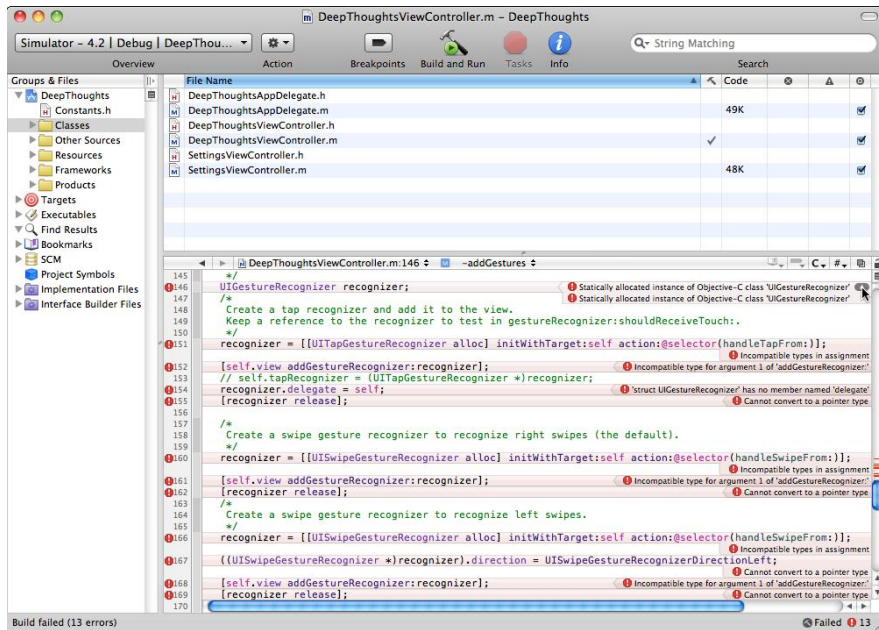 DeepThoughtsViewController.m – DeepThoughts
Simulator – 4.2 | Debug | DeepThou...
String Matching
Overview
Action
Breakpoints
Build and Run
Tasks
Info
Search
Groups & Files
DeepThoughts
Constants.h
Classes
Other Sources
Resources
Frameworks
Products
Targets
Executables
Find Results
Bookmarks
SCM
Project Symbols
Implementation Files
Interface Builder Files
File Name
Code
DeepThoughtsAppDelegate.h
DeepThoughtsAppDelegate.m 49K
DeepThoughtsViewController.h
DeepThoughtsViewController.m
SettingsViewController.h
SettingsViewController.m 48K
DeepThoughtsViewController.m:146
-addGestures
C
#
145 */
146 UIGestureRecognizer recognizer; Statically allocated instance of Objective-C class 'UIGestureRecognizer'
147 /* Statically allocated instance of Objective-C class 'UIGestureRecognizer'
148 Create a tap recognizer and add it to the view.
149 Keep a reference to the recognizer to test in gestureRecognizer:shouldReceiveTouch:.
150 */
151 recognizer = [[UITapGestureRecognizer alloc] initWithTarget:self action:@selector(handleTapFrom:)];
Incompatible types in assignment
152 [self.view addGestureRecognizer:recognizer]; Incompatible type for argument 1 of 'addGestureRecognizer:'
153 // self.tapRecognizer = (UITapGestureRecognizer *)recognizer;
154 recognizer.delegate = self; 'struct UIGestureRecognizer' has no member named 'delegate'
155 [recognizer release]; Cannot convert to a pointer type
156
157 /*
158 Create a swipe gesture recognizer to recognize right swipes (the default).
159 */
160 recognizer = [[UISwipeGestureRecognizer alloc] initWithTarget:self action:@selector(handleSwipeFrom:)];
Incompatible types in assignment
161 [self.view addGestureRecognizer:recognizer]; Incompatible type for argument 1 of 'addGestureRecognizer:'
162 [recognizer release]; Cannot convert to a pointer type
163 /*
164 Create a swipe gesture recognizer to recognize left swipes.
165 */
166 recognizer = [[UISwipeGestureRecognizer alloc] initWithTarget:self action:@selector(handleSwipeFrom:)];
Incompatible types in assignment
167 ((UISwipeGestureRecognizer *)recognizer).direction = UISwipeGestureRecognizerDirectionLeft;
Cannot convert to a pointer type
168 [self.view addGestureRecognizer:recognizer]; Incompatible type for argument 1 of 'addGestureRecognizer:'
169 [recognizer release]; Cannot convert to a pointer type
170
Build failed (13 errors)
Failed 13